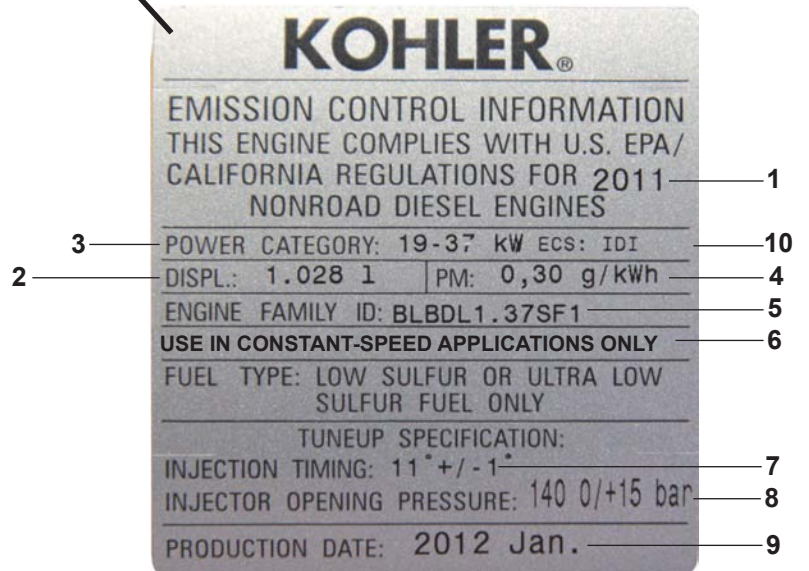 KOHLER®
EMISSION CONTROL INFORMATION
THIS ENGINE COMPLIES WITH U.S. EPA/
CALIFORNIA REGULATIONS FOR 2011 1
NONROAD DIESEL ENGINES
3 POWER CATEGORY: 19-37 kW ECS: IDI 10
2 DISPL.: 1.028 l PM: 0,30 g/kWh 4
ENGINE FAMILY ID: BLBDL1.37SF1 5
USE IN CONSTANT-SPEED APPLICATIONS ONLY 6
FUEL TYPE: LOW SULFUR OR ULTRA LOW
SULFUR FUEL ONLY
TUNEUP SPECIFICATION:
INJECTION TIMING: 11°+/-1° 7
INJECTOR OPENING PRESSURE: 140 0/+15 bar 8
PRODUCTION DATE: 2012 Jan. 9